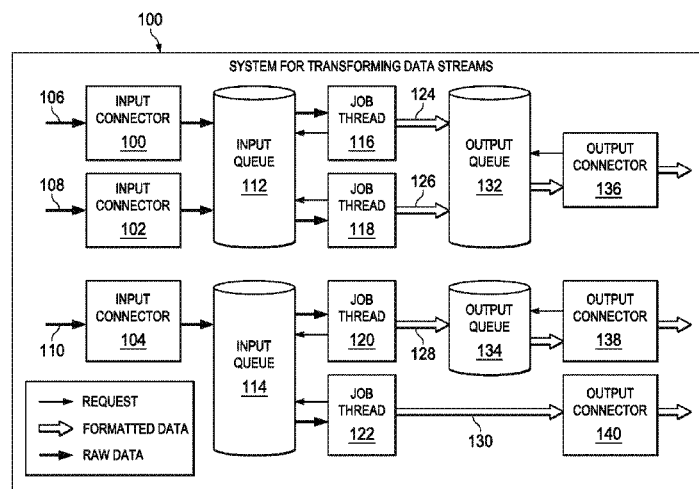 100
SYSTEM FOR TRANSFORMING DATA STREAMS
106
INPUT
CONNECTOR
100
INPUT
QUEUE
112
JOB
THREAD
116
124
OUTPUT
QUEUE
132
OUTPUT
CONNECTOR
136
108
INPUT
CONNECTOR
102
JOB
THREAD
118
126
110
INPUT
CONNECTOR
104
INPUT
QUEUE
114
JOB
THREAD
120
128
OUTPUT
QUEUE
134
OUTPUT
CONNECTOR
138
JOB
THREAD
122
130
OUTPUT
CONNECTOR
140
REQUEST
FORMATTED DATA
RAW DATA